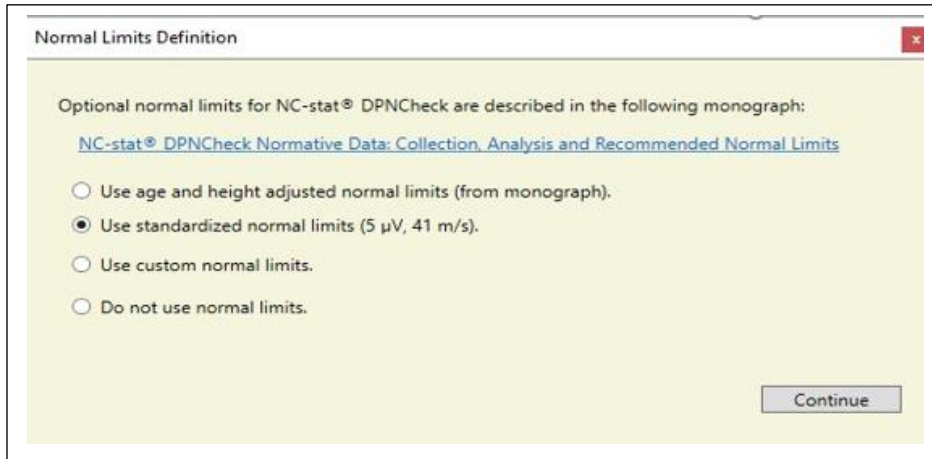 Normal Limits Definition
x
Optional normal limits for NC-stat® DPNCheck are described in the following monograph:
NC-stat® DPNCheck Normative Data: Collection, Analysis and Recommended Normal Limits
Use age and height adjusted normal limits (from monograph).
Use standardized normal limits (5 µV, 41 m/s).
Use custom normal limits.
Do not use normal limits.
Continue